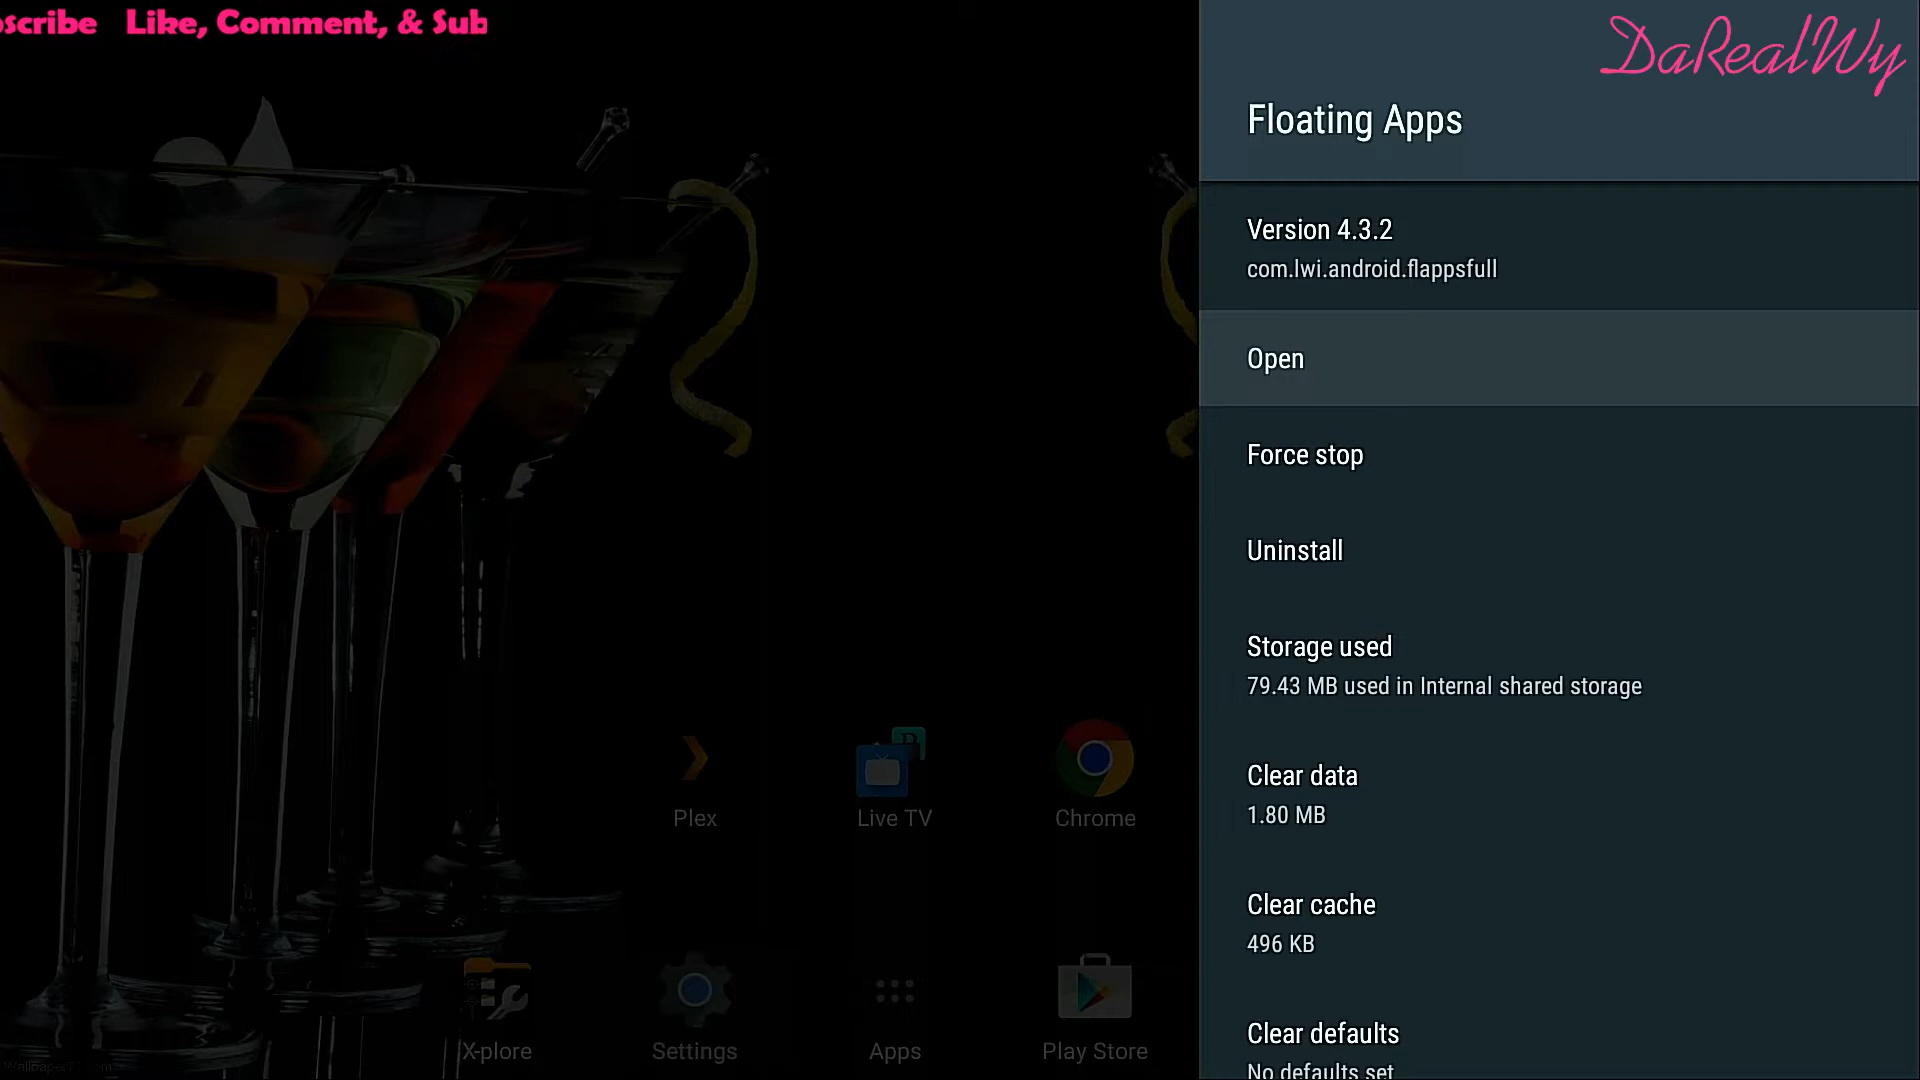 scribe Like, Comment, & Sub
DaRealWy
Floating Apps
Version 4.3.2
com.lwi.android.flappsfull
Open
Force stop
Uninstall
Storage used
79.43 MB used in Internal shared storage
Clear data
1.80 MB
Clear cache
496 KB
Clear defaults
No defaults set
Plex
Live TV
Chrome
X-plore
Settings
Apps
Play Store